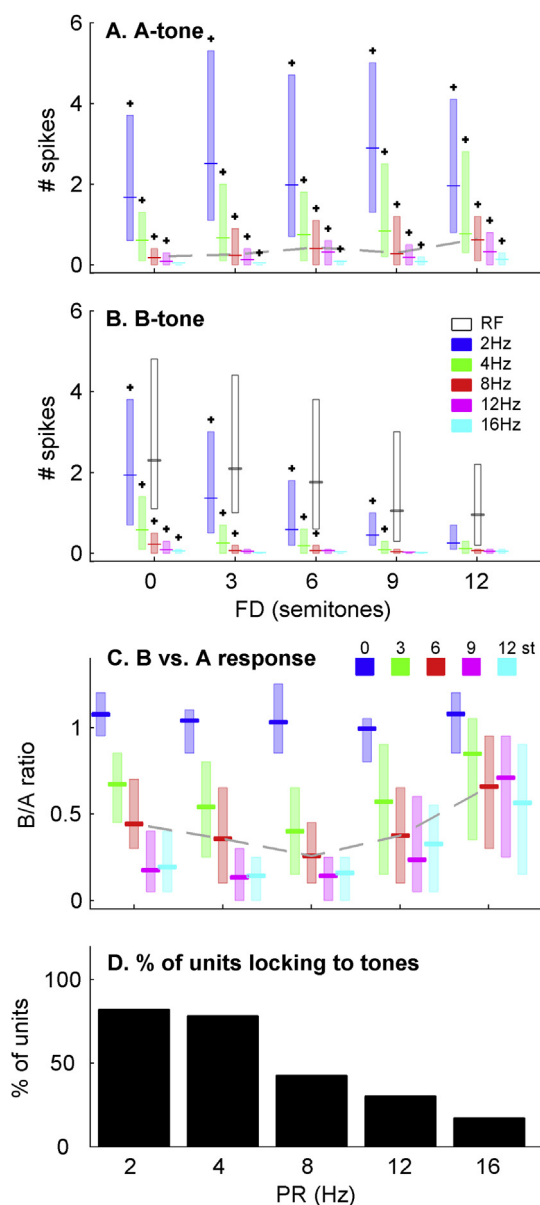 A. A-tone
6
4
2
0
# spikes
B. B-tone
6
4
2
0
# spikes
RF
2Hz
4Hz
8Hz
12Hz
16Hz
0 3 6 9 12
FD (semitones)
C. B vs. A response
0 3 6 9 12 st
1
0.5
0
B/A ratio
D. % of units locking to tones
100
50
0
% of units
2 4 8 12 16
PR (Hz)